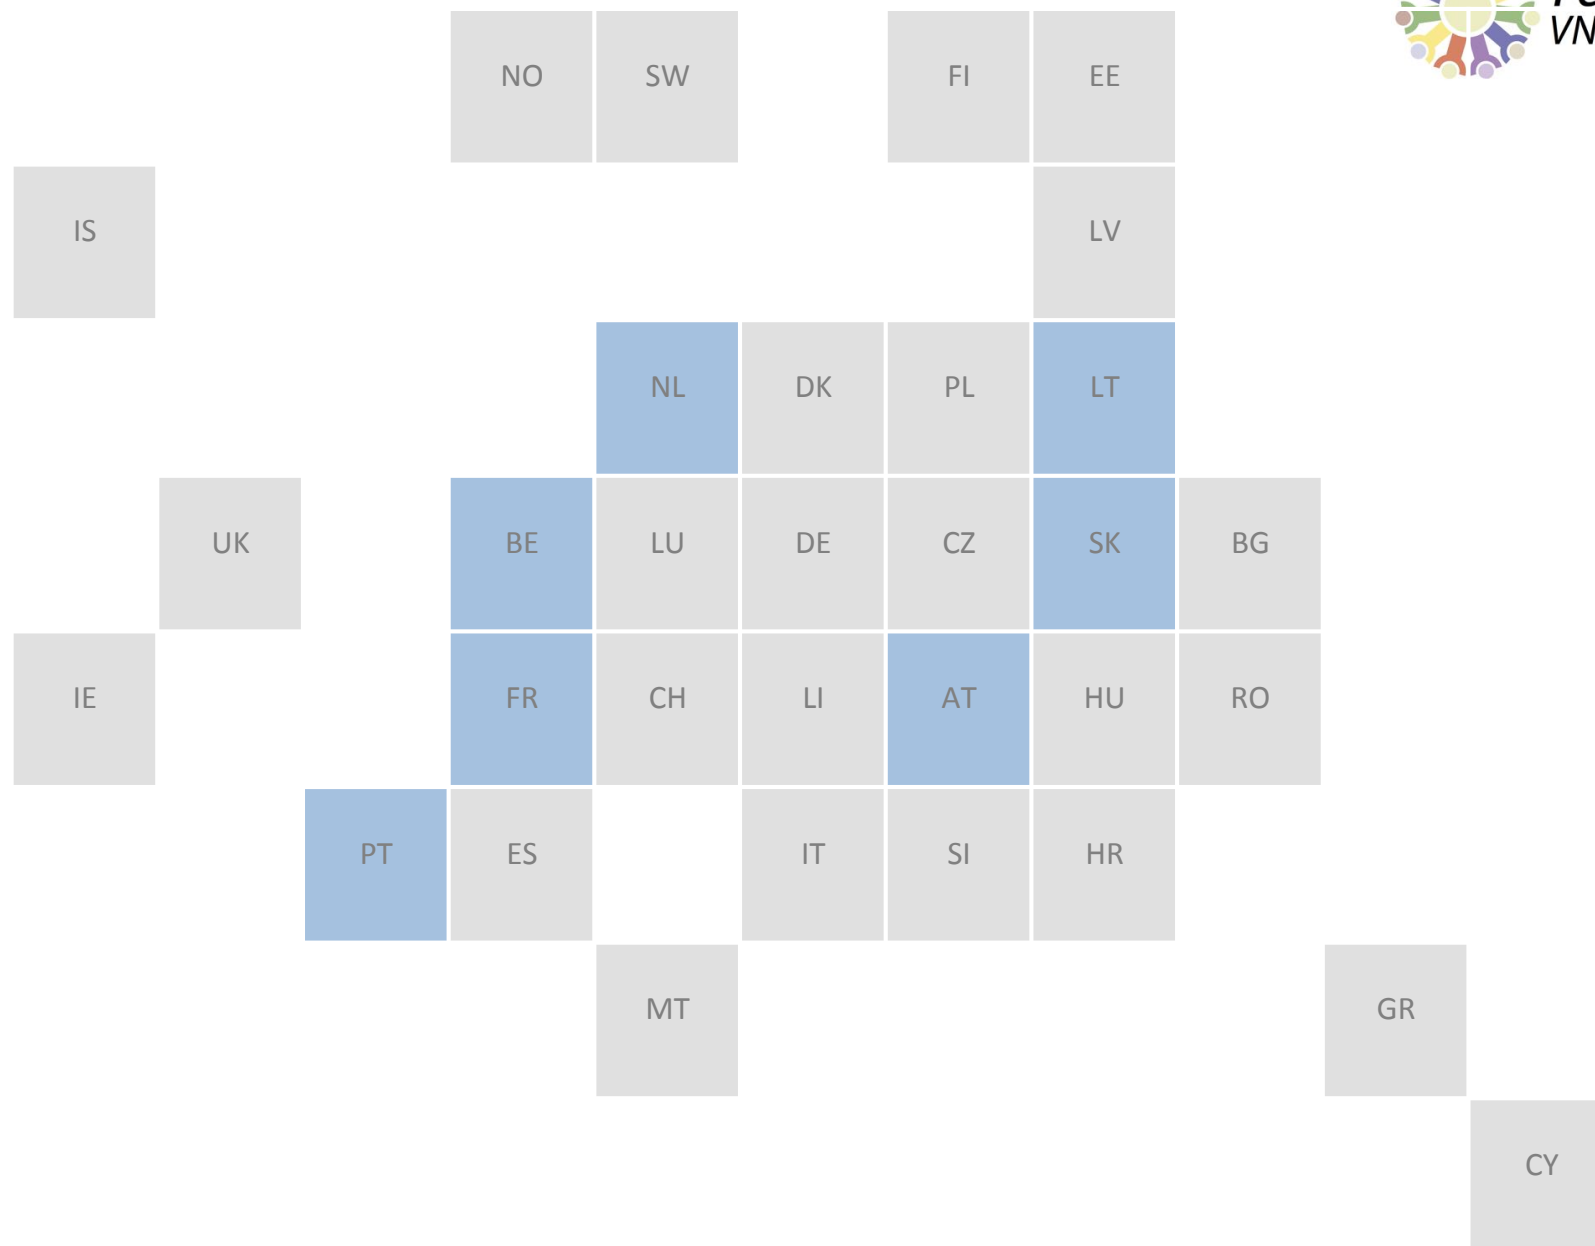 NO SW FI EE
IS LV
NL DK PL LT
UK BE LU DE CZ SK BG
IE FR CH LI AT HU RO
PT ES IT SI HR
MT GR
CY